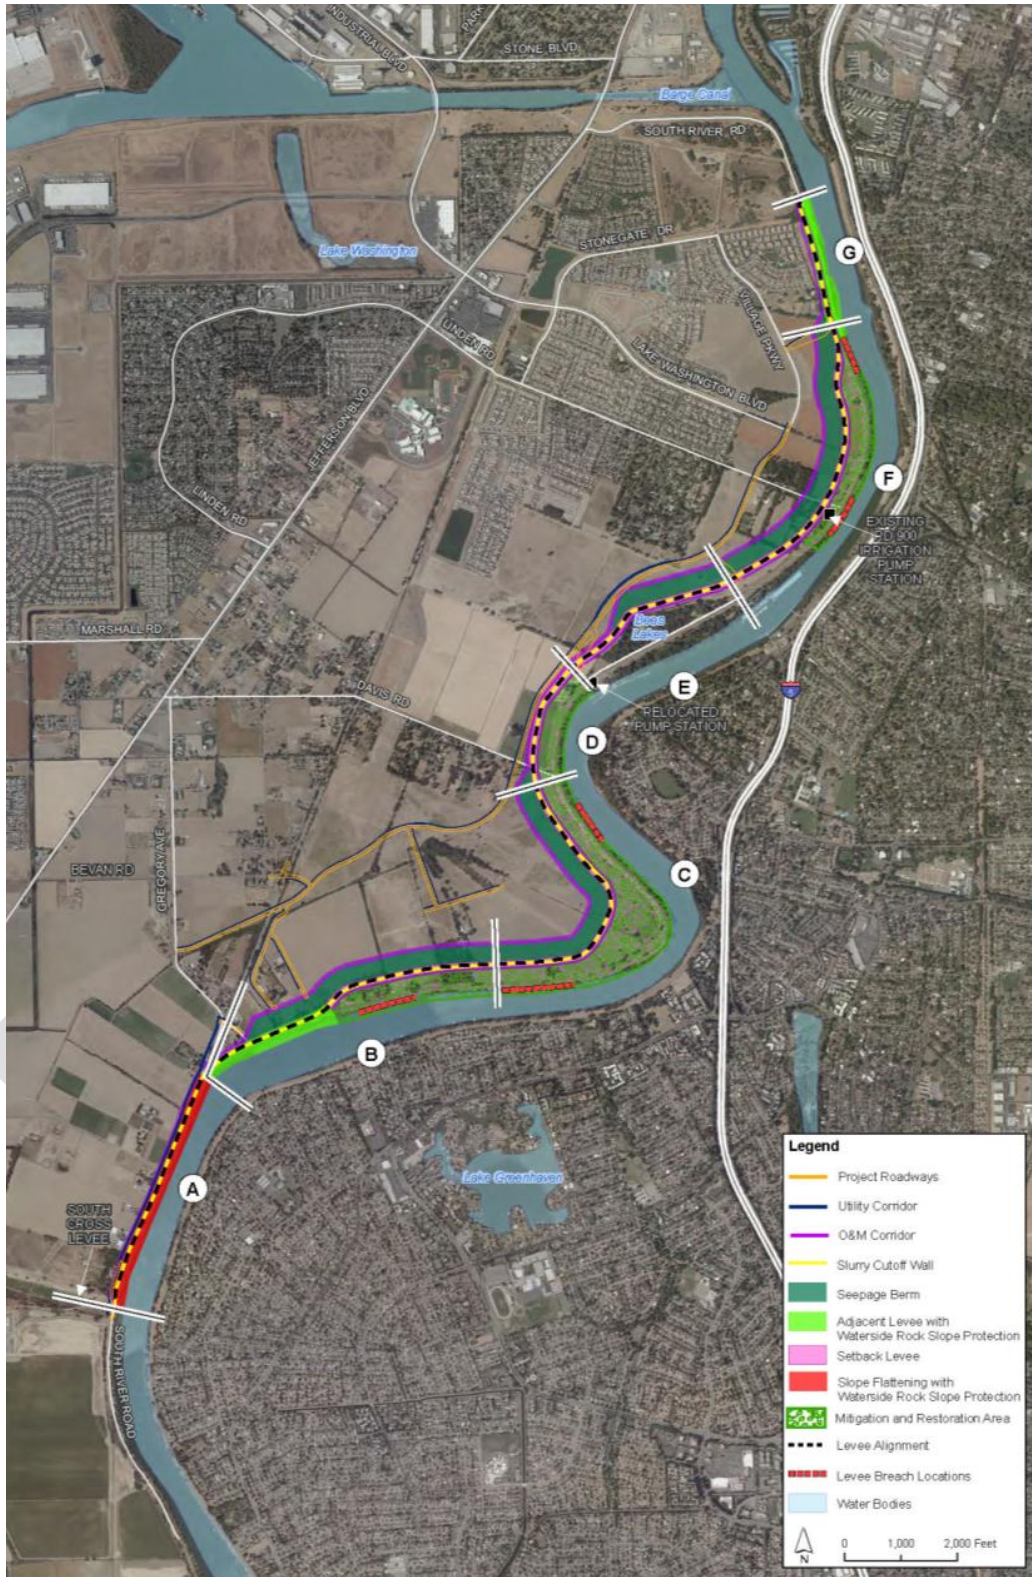 INDUSTRIAL BLVD
PARK
STONE BLVD
Barge Canal
SOUTH RIVER RD
Lake Washington
STONEGATE DR
G
VILLAGE PKWY
LINDEN RD
LAKE WASHINGTON BLVD
JEFFERSON BLVD
F
LINDEN RD
EXISTING
RD 900
IRRIGATION
PUMP
STATION
MARSHALL RD
Bees
Lakes
DAVIS RD
E
5
RELOCATED
PUMP STATION
D
GREGORY AVE
BEVAN RD
C
B
Lake Greenhaven
A
SOUTH
CROSS
LEVEE
SOUTH RIVER ROAD
Legend
Project Roadways
Utility Corridor
O&M Corridor
Slurry Cutoff Wall
Seepage Berm
Adjacent Levee with
Waterside Rock Slope Protection
Setback Levee
Slope Flattening with
Waterside Rock Slope Protection
Mitigation and Restoration Area
Levee Alignment
Levee Breach Locations
Water Bodies
N
0 1,000 2,000 Feet